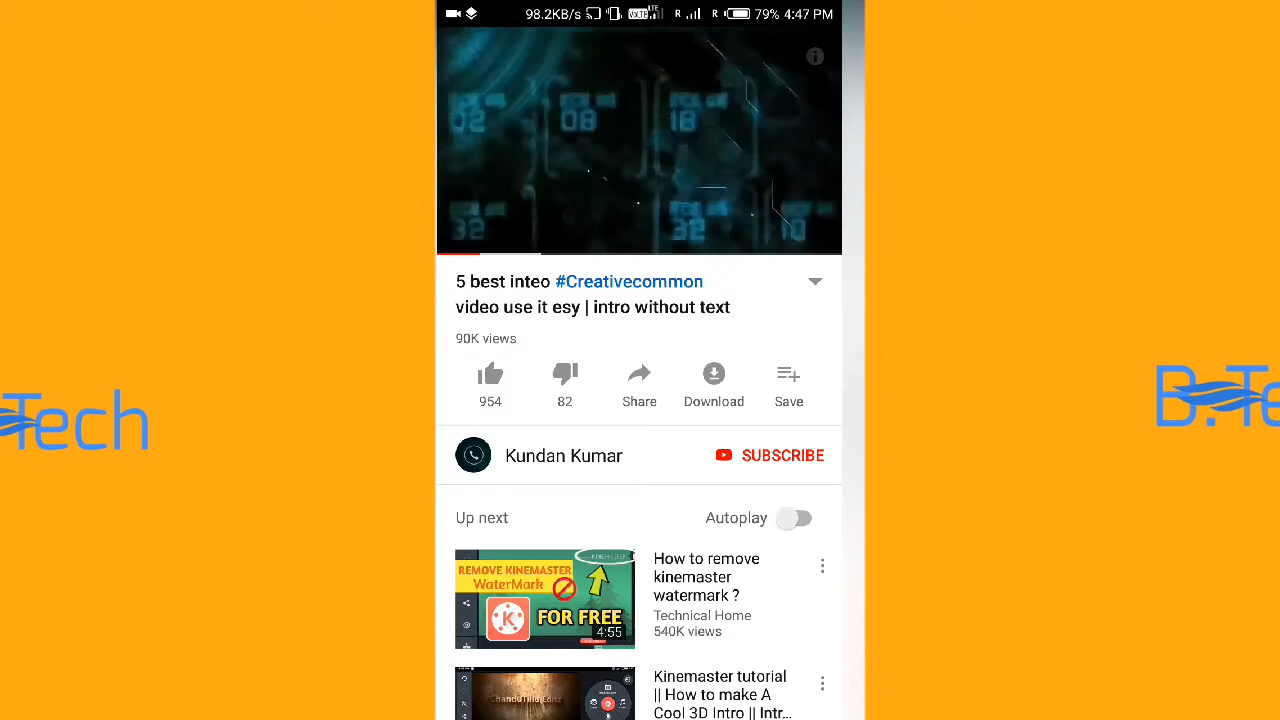 98.2KB/s VoLTE LTE R R 79% 4:47 PM
02 08 18
32 32 10
5 best inteo #Creativecommon
video use it esy | intro without text
90K views
954 82 Share Download Save
Kundan Kumar SUBSCRIBE
Up next Autoplay
REMOVE KINEMASTER
WaterMark
KINEMASTER
K
FOR FREE
4:55
How to remove
kinemaster
watermark ?
Technical Home
540K views
Kinemaster tutorial
|| How to make A
Cool 3D Intro || Intr...
Tech
B.Te